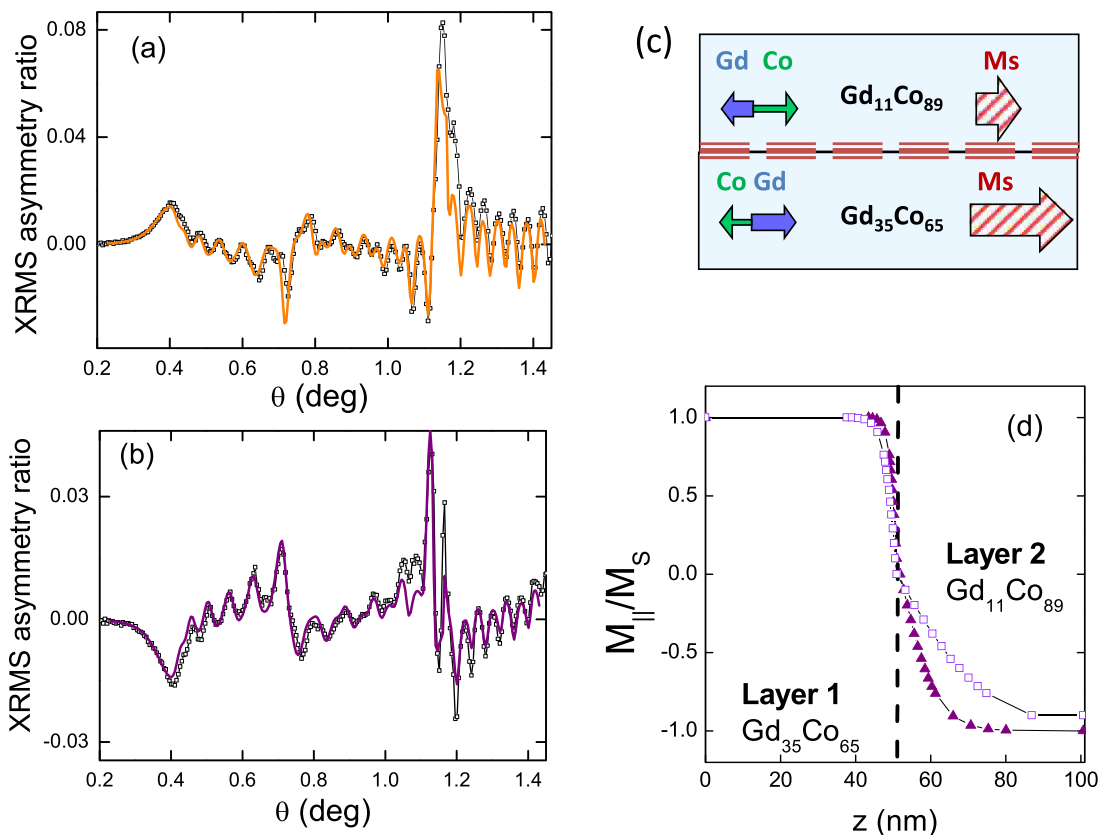 (a)
XRMS asymmetry ratio
0.08
0.04
0.00
0.2 0.4 0.6 0.8 1.0 1.2 1.4
θ (deg)
(b)
XRMS asymmetry ratio
0.03
0.00
-0.03
0.2 0.4 0.6 0.8 1.0 1.2 1.4
θ (deg)
(c)
Gd Co
Gd₁₁Co₈₉
Ms
Co Gd
Gd₃₅Co₆₅
Ms
(d)
M||/MS
1.0
0.5
0.0
-0.5
-1.0
Layer 2
Gd₁₁Co₈₉
Layer 1
Gd₃₅Co₆₅
0 20 40 60 80 100
z (nm)